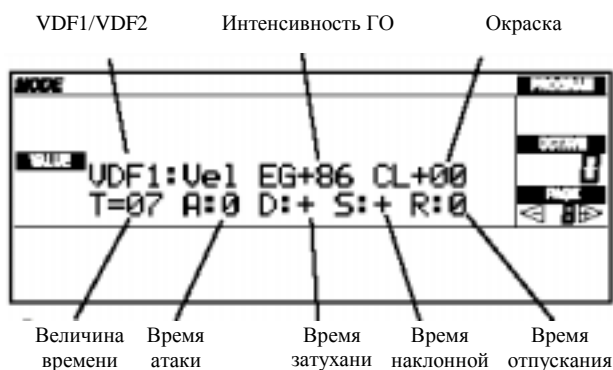 VDF1/VDF2 Интенсивность ГО Окраска
MODE PROGRAM
OCTAVE
VALUE
VDF1:Vel EG+86 CL+00
PAGE
T=07 A:0 D:+ S:+ R:0
Величина Время Время Время Время
времени атаки затухани наклонной отпускания